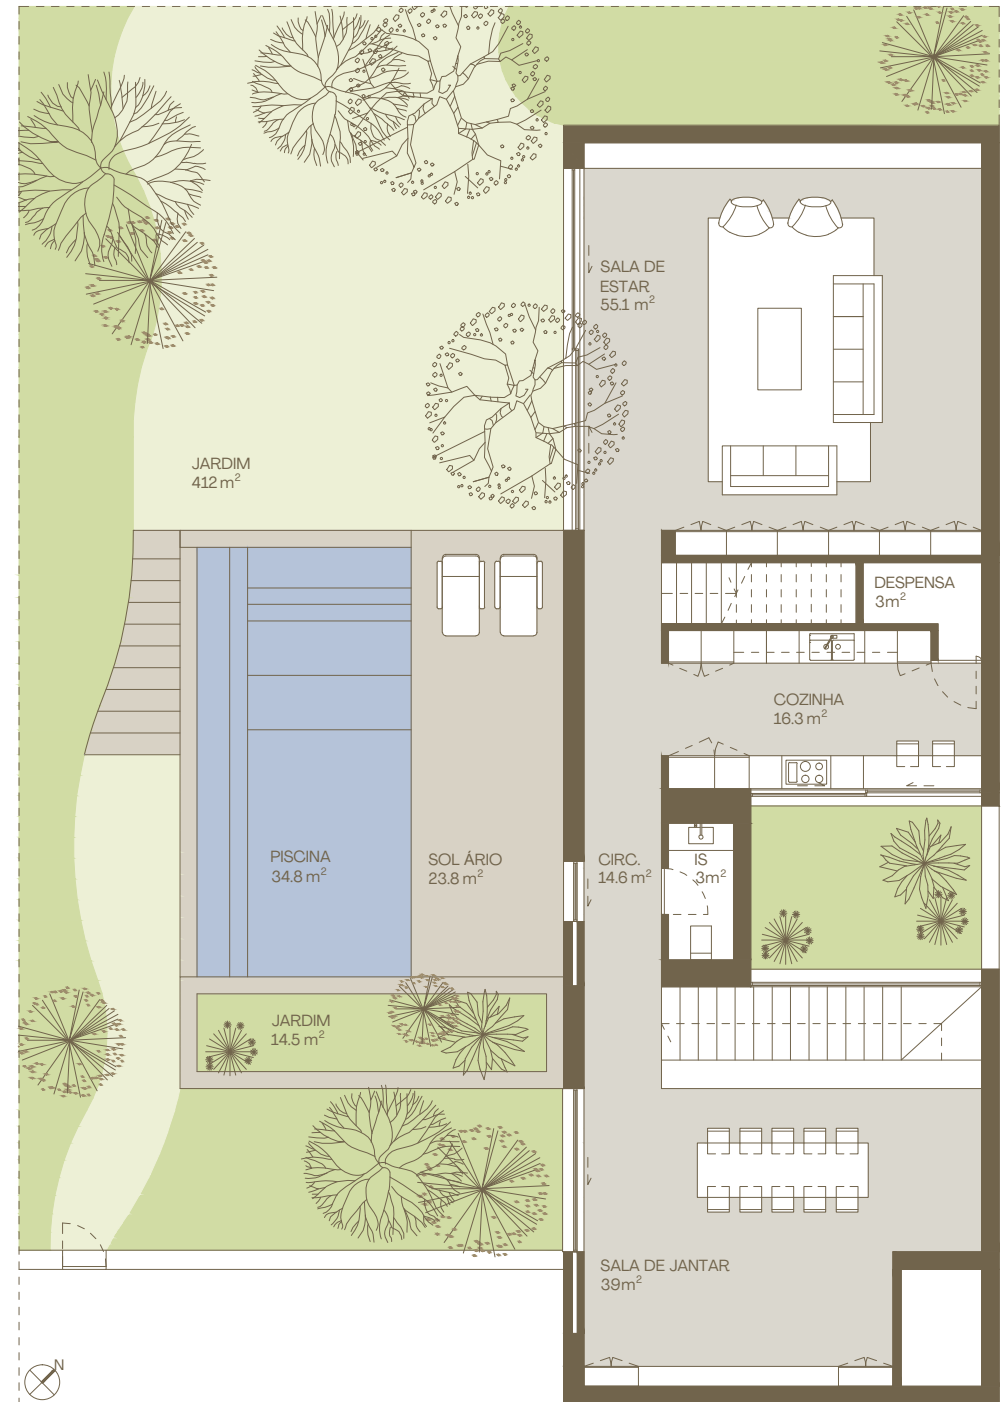 SALA DE
ESTAR
55.1 m²
JARDIM
412 m²
DESPENSA
3m²
COZINHA
16.3 m²
PISCINA
34.8 m²
SOL ÁRIO
23.8 m²
CIRC.
14.6 m²
IS
3m²
JARDIM
14.5 m²
SALA DE JANTAR
39m²
N